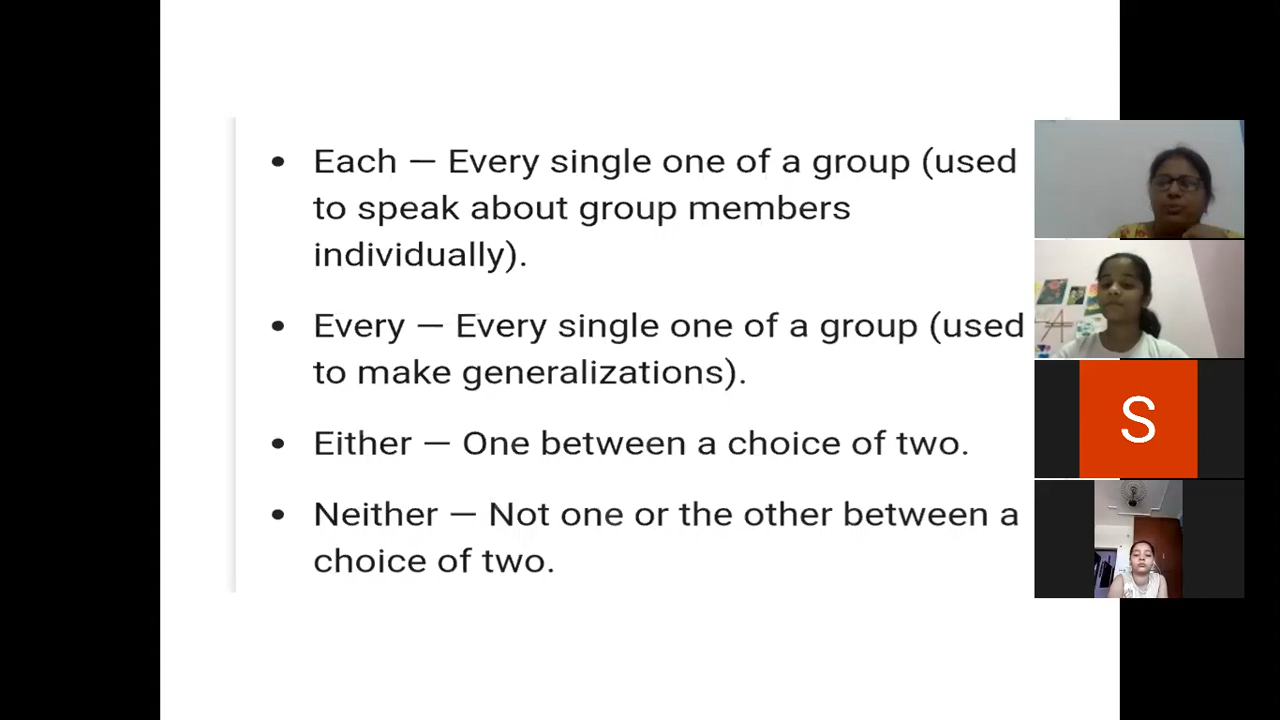 • Each — Every single one of a group (used
to speak about group members
individually).
• Every — Every single one of a group (used
to make generalizations).
• Either — One between a choice of two.
• Neither — Not one or the other between a
choice of two.
S